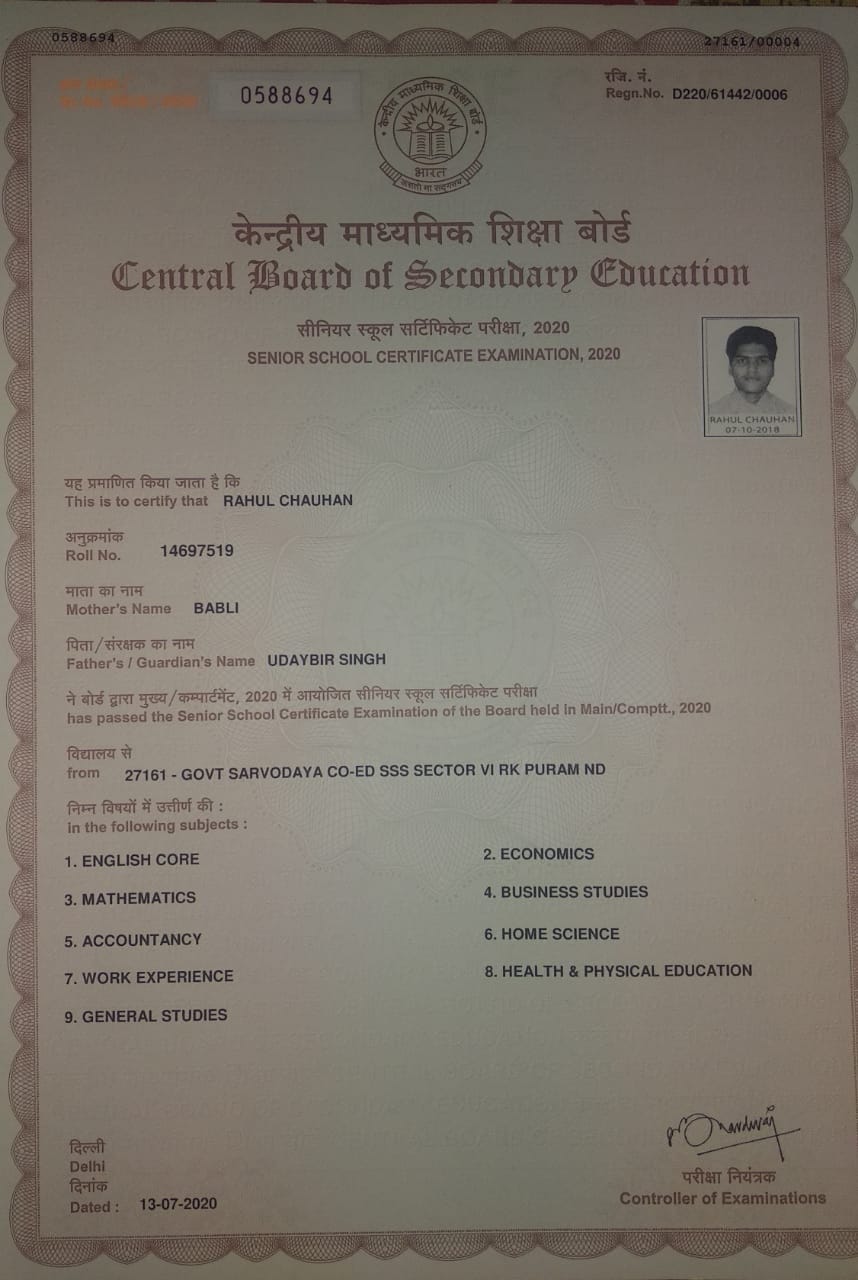 0588694
27161/00004
0588694
रजि. नं.
Regn.No. D220/61442/0006
केन्द्रीय माध्यमिक शिक्षा बोर्ड
भारत
असतो मा सद्गमय
केन्द्रीय माध्यमिक शिक्षा बोर्ड
Central Board of Secondary Education
सीनियर स्कूल सर्टिफिकेट परीक्षा, 2020
SENIOR SCHOOL CERTIFICATE EXAMINATION, 2020
RAHUL CHAUHAN
07-10-2018
यह प्रमाणित किया जाता है कि
This is to certify that RAHUL CHAUHAN
अनुक्रमांक
Roll No. 14697519
माता का नाम
Mother's Name BABLI
पिता/संरक्षक का नाम
Father's / Guardian's Name UDAYBIR SINGH
ने बोर्ड द्वारा मुख्य/कम्पार्टमेंट, 2020 में आयोजित सीनियर स्कूल सर्टिफिकेट परीक्षा
has passed the Senior School Certificate Examination of the Board held in Main/Comptt., 2020
विद्यालय से
from 27161 - GOVT SARVODAYA CO-ED SSS SECTOR VI RK PURAM ND
निम्न विषयों में उत्तीर्ण की :
in the following subjects :
1. ENGLISH CORE
2. ECONOMICS
3. MATHEMATICS
4. BUSINESS STUDIES
5. ACCOUNTANCY
6. HOME SCIENCE
7. WORK EXPERIENCE
8. HEALTH & PHYSICAL EDUCATION
9. GENERAL STUDIES
दिल्ली
Delhi
दिनांक
Dated : 13-07-2020
परीक्षा नियंत्रक
Controller of Examinations